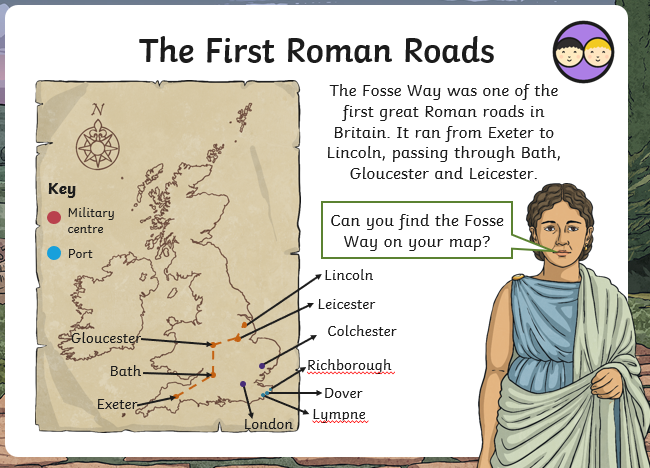 The First Roman Roads
The Fosse Way was one of the
first great Roman roads in
Britain. It ran from Exeter to
Lincoln, passing through Bath,
Gloucester and Leicester.
N
Key
Military
centre
Port
Can you find the Fosse
Way on your map?
Lincoln
Leicester
Colchester
Gloucester
Richborough
Bath
Dover
Exeter
Lympne
London